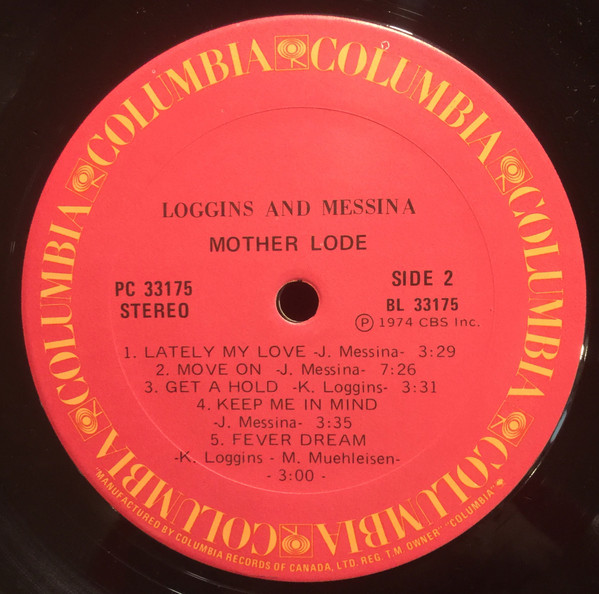 COLUMBIA COLUMBIA COLUMBIA COLUMBIA COLUMBIA COLUMBIA COLUMBIA COLUMBIA
LOGGINS AND MESSINA
MOTHER LODE
PC 33175
STEREO
SIDE 2
BL 33175
Ⓟ 1974 CBS Inc.
1. LATELY MY LOVE -J. Messina- 3:29
2. MOVE ON -J. Messina- 7:26
3. GET A HOLD -K. Loggins- 3:31
4. KEEP ME IN MIND
-J. Messina- 3:35
5. FEVER DREAM
-K. Loggins - M. Muehleisen-
- 3:00 -
"MANUFACTURED BY COLUMBIA RECORDS OF CANADA, LTD. REG. T.M OWNER" "COLUMBIA"